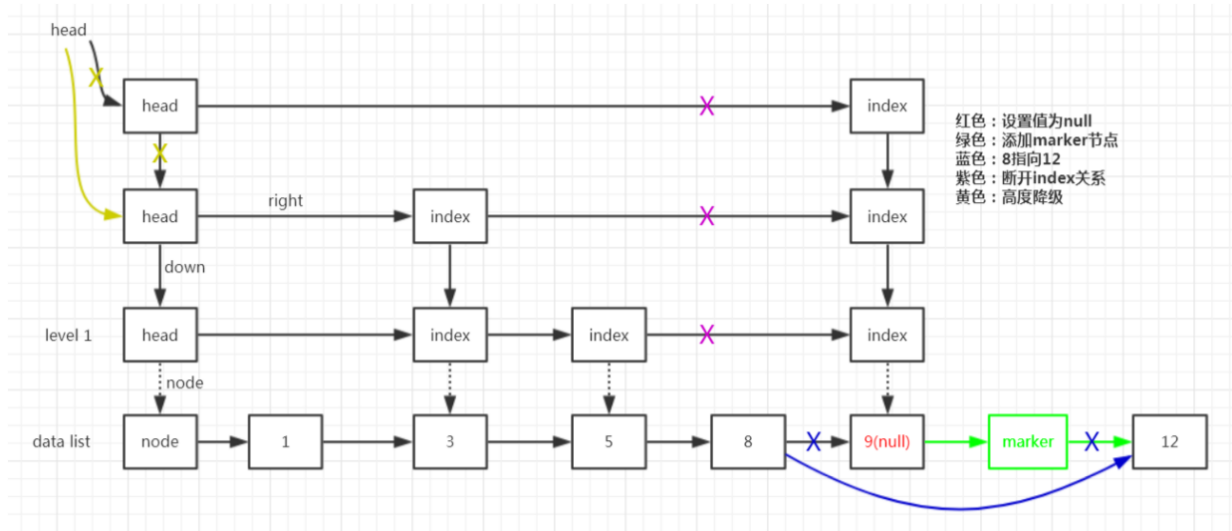 head
head
index
红色：设置值为null
绿色：添加marker节点
蓝色：8指向12
紫色：断开index关系
黄色：高度降级
head
right
index
index
down
level 1
head
index
index
index
node
data list
node
1
3
5
8
9(null)
marker
12